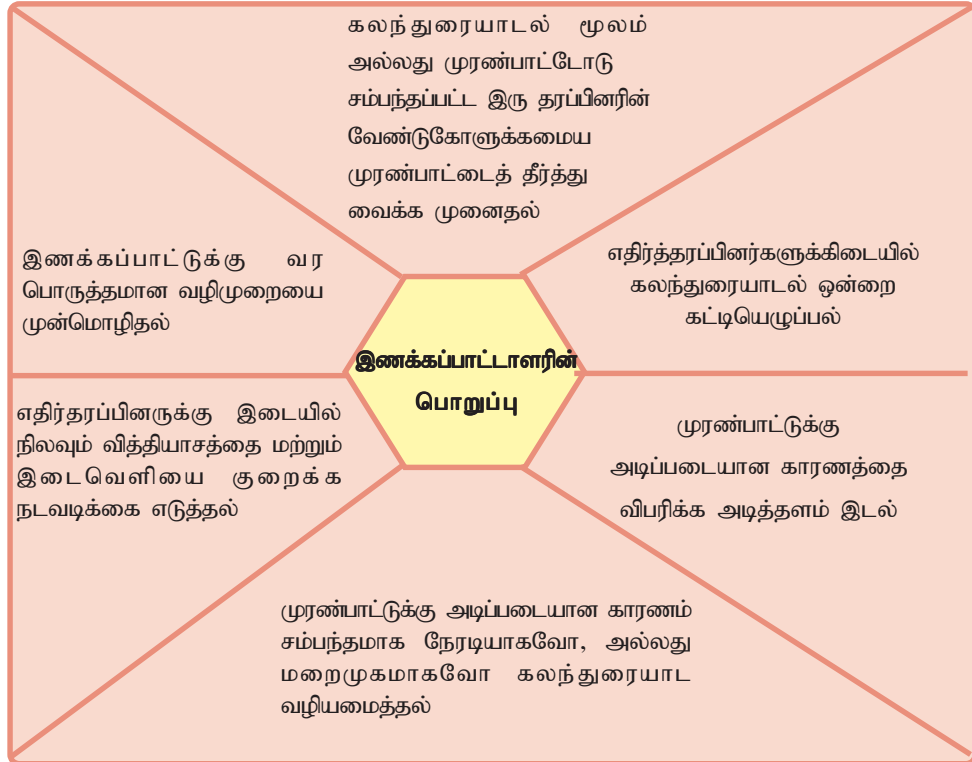 கலந்துரையாடல் மூலம்
அல்லது முரண்பாட்டோடு
சம்பந்தப்பட்ட இரு தரப்பினரின்
வேண்டுகோளுக்கமைய
முரண்பாட்டைத் தீர்த்து
வைக்க முனைதல்
எதிர்த்தரப்பினர்களுக்கிடையில்
கலந்துரையாடல் ஒன்றை
கட்டியெழுப்பல்
முரண்பாட்டுக்கு
அடிப்படையான காரணத்தை
விபரிக்க அடித்தளம் இடல்
முரண்பாட்டுக்கு அடிப்படையான காரணம்
சம்பந்தமாக நேரடியாகவோ, அல்லது
மறைமுகமாகவோ கலந்துரையாட
வழியமைத்தல்
எதிர்தரப்பினருக்கு இடையில்
நிலவும் வித்தியாசத்தை மற்றும்
இடைவெளியை குறைக்க
நடவடிக்கை எடுத்தல்
இணக்கப்பாட்டுக்கு வர
பொருத்தமான வழிமுறையை
முன்மொழிதல்
இணக்கப்பாட்டாளரின்
பொறுப்பு